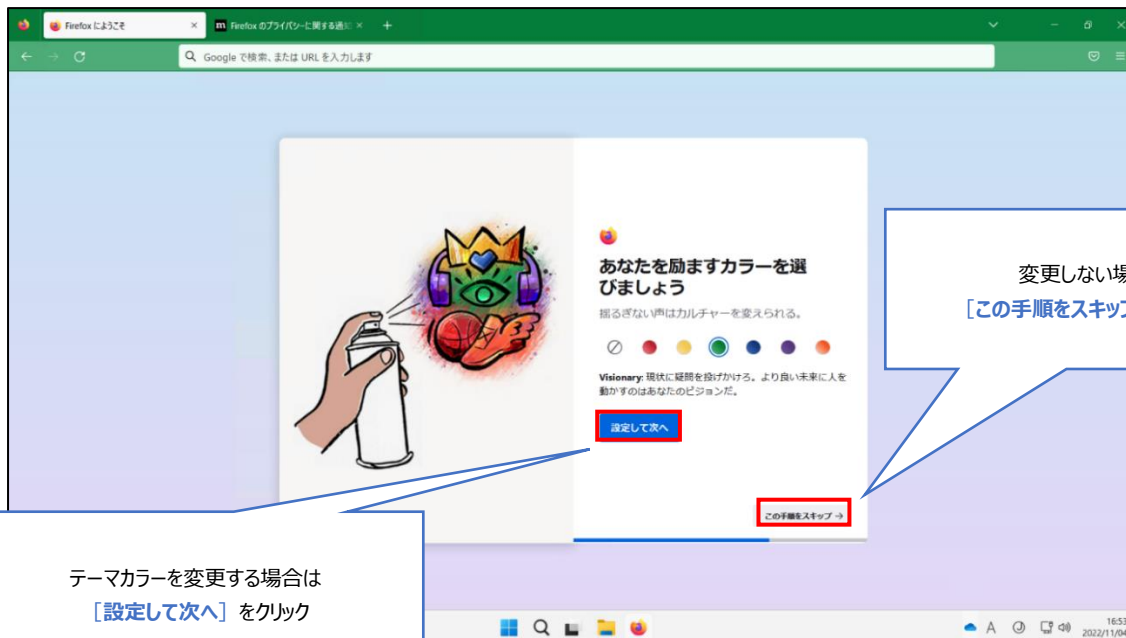 Firefox にようこそ
Firefox のプライバシーに関する通知
Google で検索、または URL を入力します
あなたを励ますカラーを選
びましょう
揺るぎない声はカルチャーを変えられる。
Visionary: 現状に疑問を投げかけろ。より良い未来に人を
動かすのはあなたのビジョンだ。
設定して次へ
この手順をスキップ →
変更しない場
［この手順をスキップ
テーマカラーを変更する場合は
［設定して次へ］をクリック
A
16:53
2022/11/04